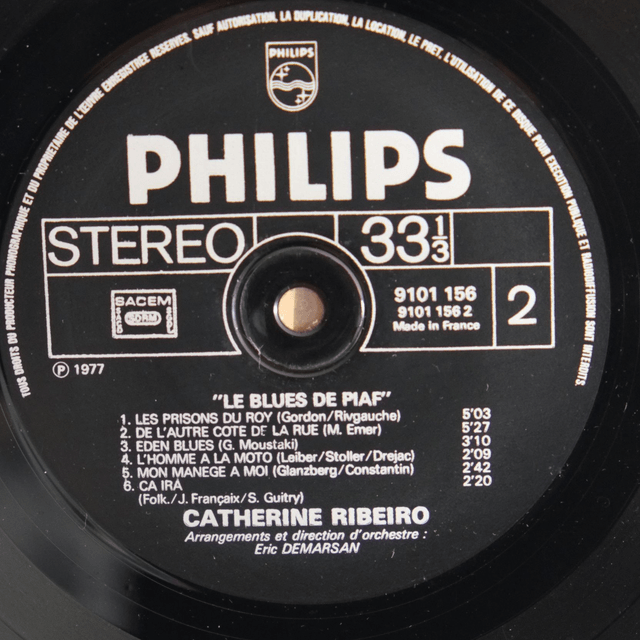 TOUS DROITS DU PRODUCTEUR PHONOGRAPHIQUE ET DU PROPRIETAIRE DE L'ŒUVRE ENREGISTREE RESERVES. SAUF AUTORISATION, LA DUPLICATION, LA LOCATION, LE PRET, L'UTILISATION DE CE DISQUE POUR EXECUTION PUBLIQUE ET RADIODIFFUSION SONT INTERDITS.
PHILIPS
PHILIPS
STEREO
33 1/3
SACEM
9101 156
9101 156 2
Made in France
2
℗ 1977
"LE BLUES DE PIAF"
1. LES PRISONS DU ROY (Gordon/Rivgauche) 5'03
2. DE L'AUTRE COTE DE LA RUE (M. Emer) 5'27
3. EDEN BLUES (G. Moustaki) 3'10
4. L'HOMME A LA MOTO (Leiber/Stoller/Drejac) 2'09
5. MON MANEGE A MOI (Glanzberg/Constantin) 2'42
6. CA IRA 2'20
(Folk./J. Françaix/S. Guitry)
CATHERINE RIBEIRO
Arrangements et direction d'orchestre :
Eric DEMARSAN